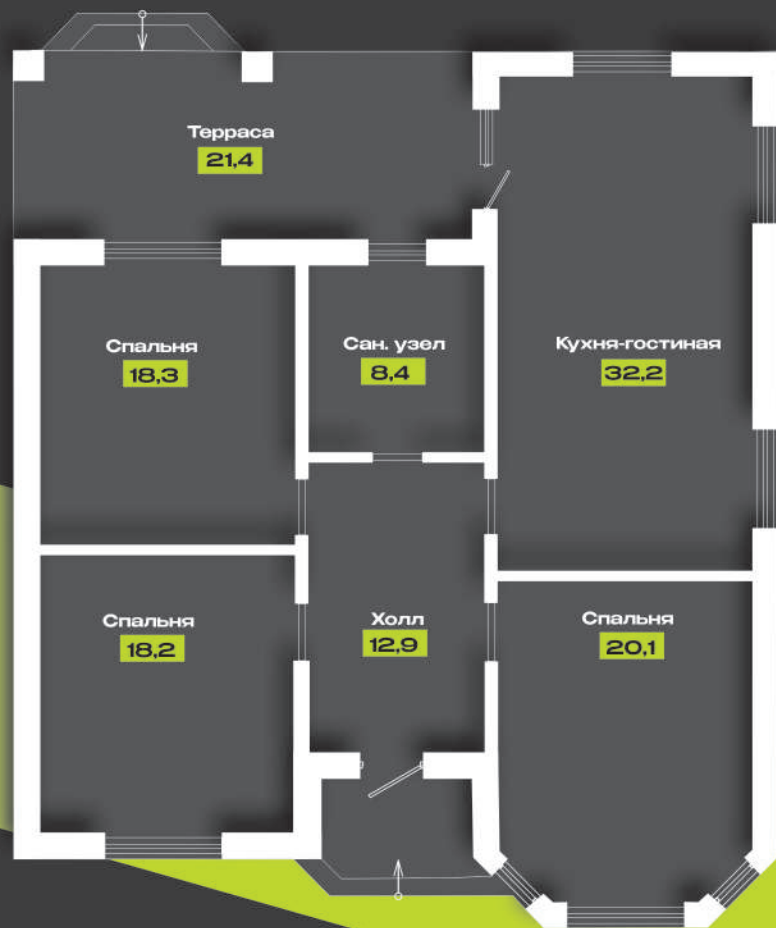 Терраса
21,4
Спальня
18,3
Сан. узел
8,4
Кухня-гостиная
32,2
Спальня
18,2
Холл
12,9
Спальня
20,1